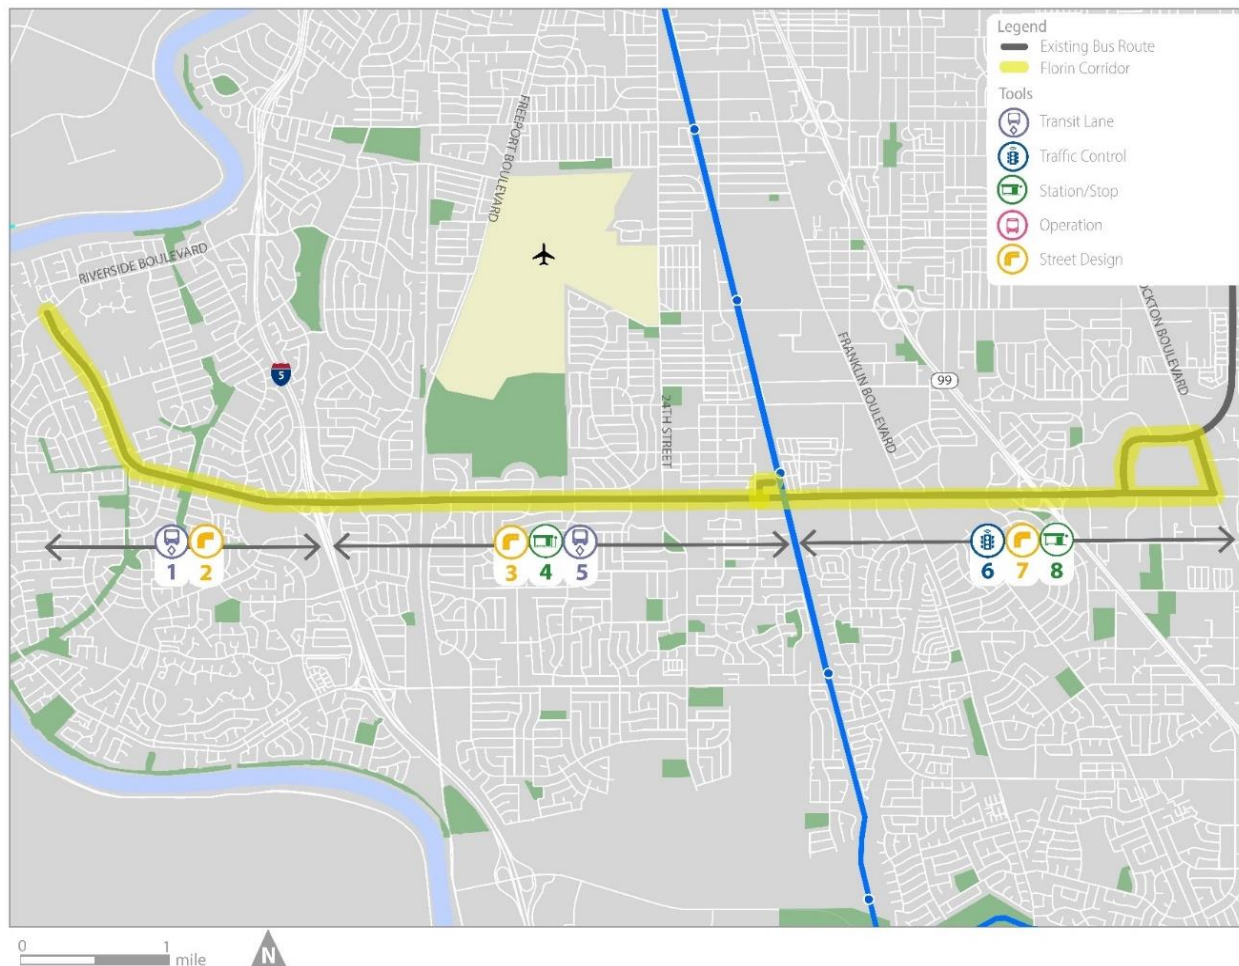 Legend
Existing Bus Route
Florin Corridor
Tools
Transit Lane
Traffic Control
Station/Stop
Operation
Street Design
FREEPORT BOULEVARD
RIVERSIDE BOULEVARD
OCKTON BOULEVARD
FRANKLIN BOULEVARD
5
99
24TH STREET
1
2
3
4
5
6
7
8
0 1
mile
N